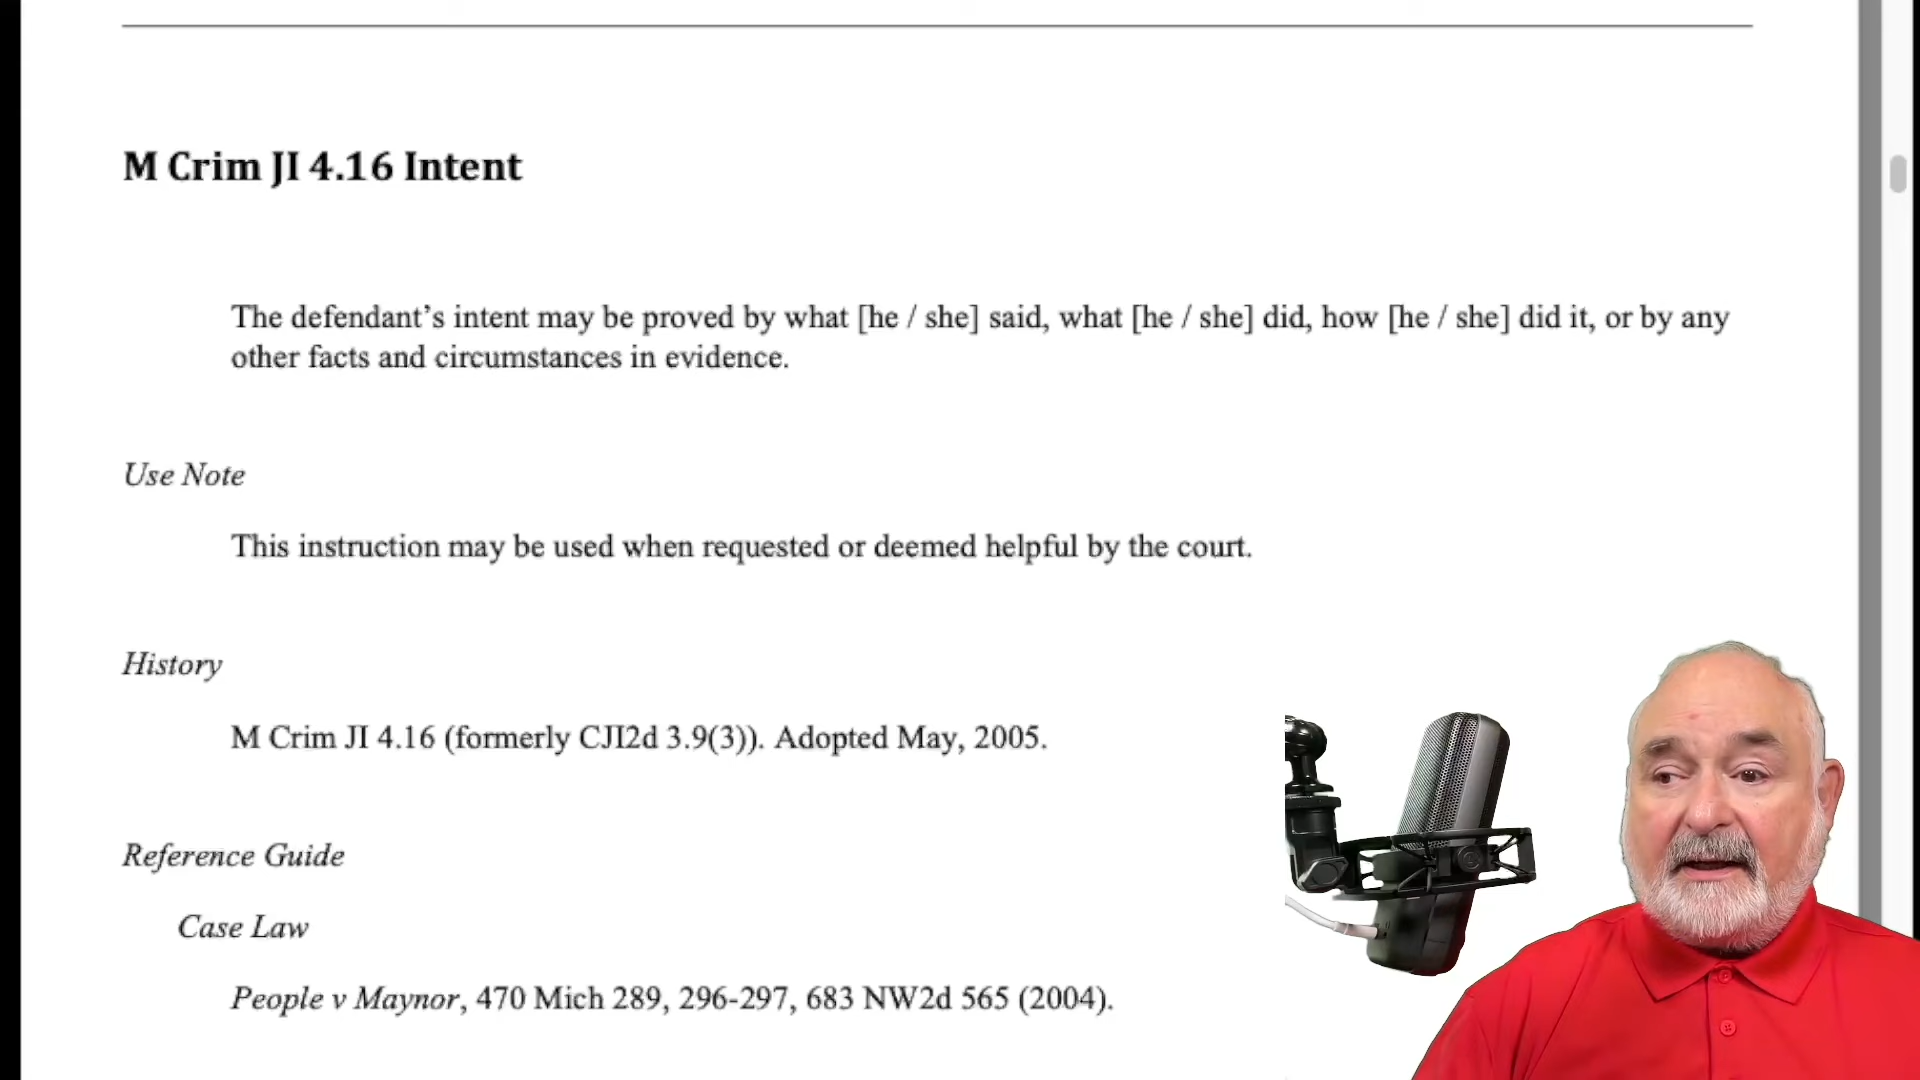 M Crim JI 4.16 Intent
The defendant’s intent may be proved by what [he / she] said, what [he / she] did, how [he / she] did it, or by any
other facts and circumstances in evidence.
Use Note
This instruction may be used when requested or deemed helpful by the court.
History
M Crim JI 4.16 (formerly CJI2d 3.9(3)). Adopted May, 2005.
Reference Guide
Case Law
People v Maynor, 470 Mich 289, 296-297, 683 NW2d 565 (2004).